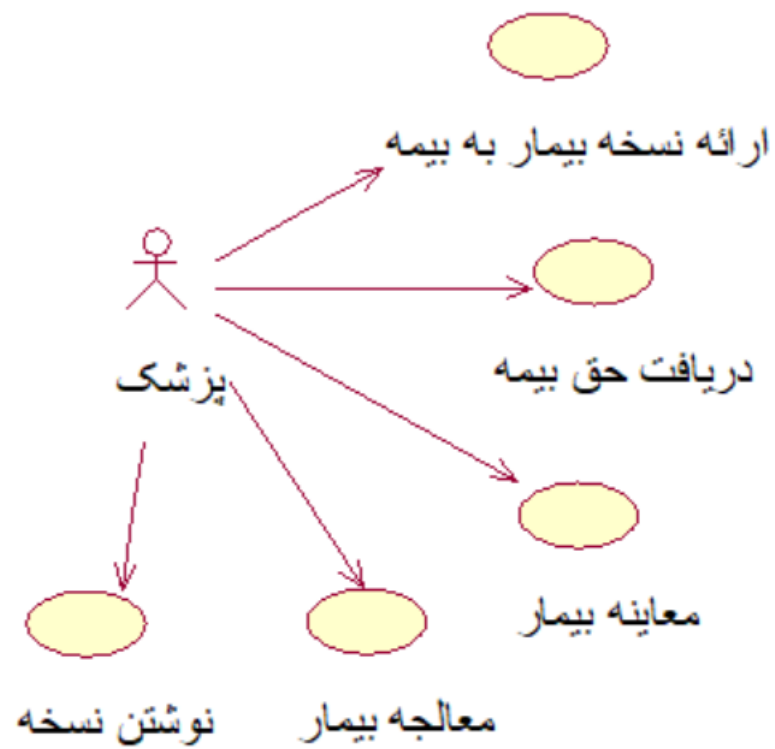 ارائه نسخه بیمار به بیمه
دریافت حق بیمه
پزشک
معاینه بیمار
معالجه بیمار
نوشتن نسخه